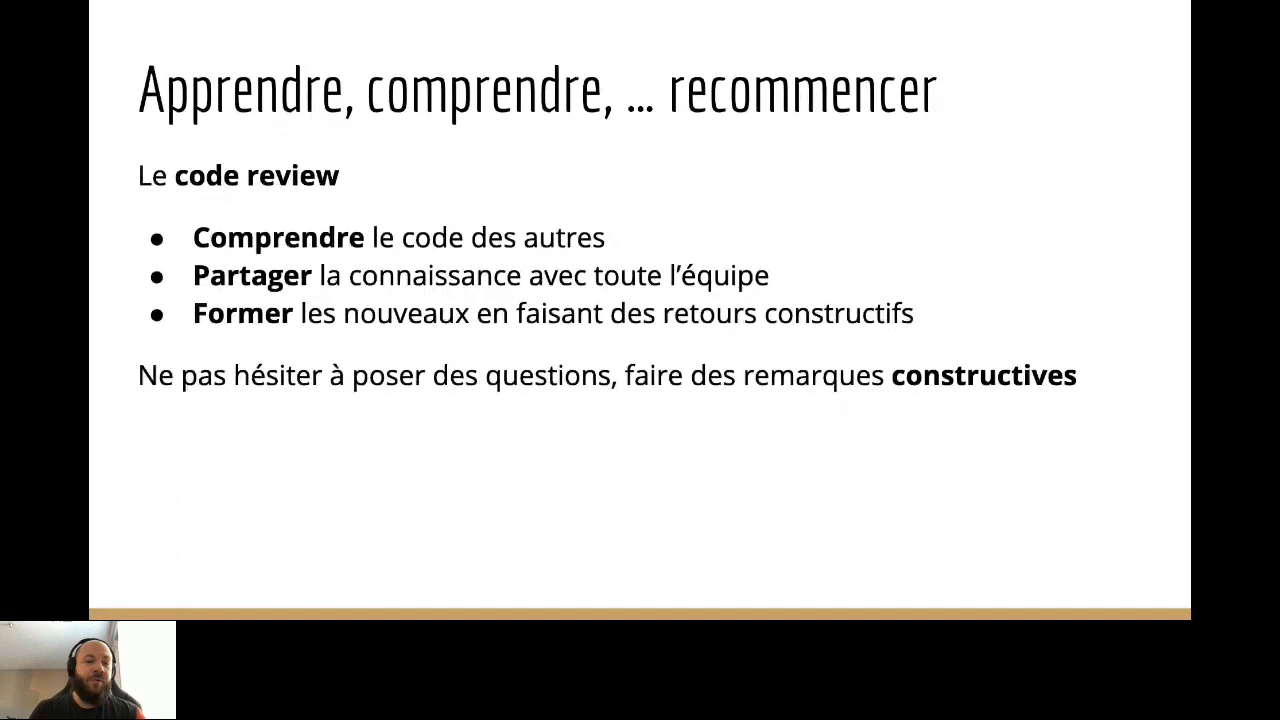 Apprendre, comprendre, ... recommencer
Le code review
● Comprendre le code des autres
● Partager la connaissance avec toute l’équipe
● Former les nouveaux en faisant des retours constructifs
Ne pas hésiter à poser des questions, faire des remarques constructives